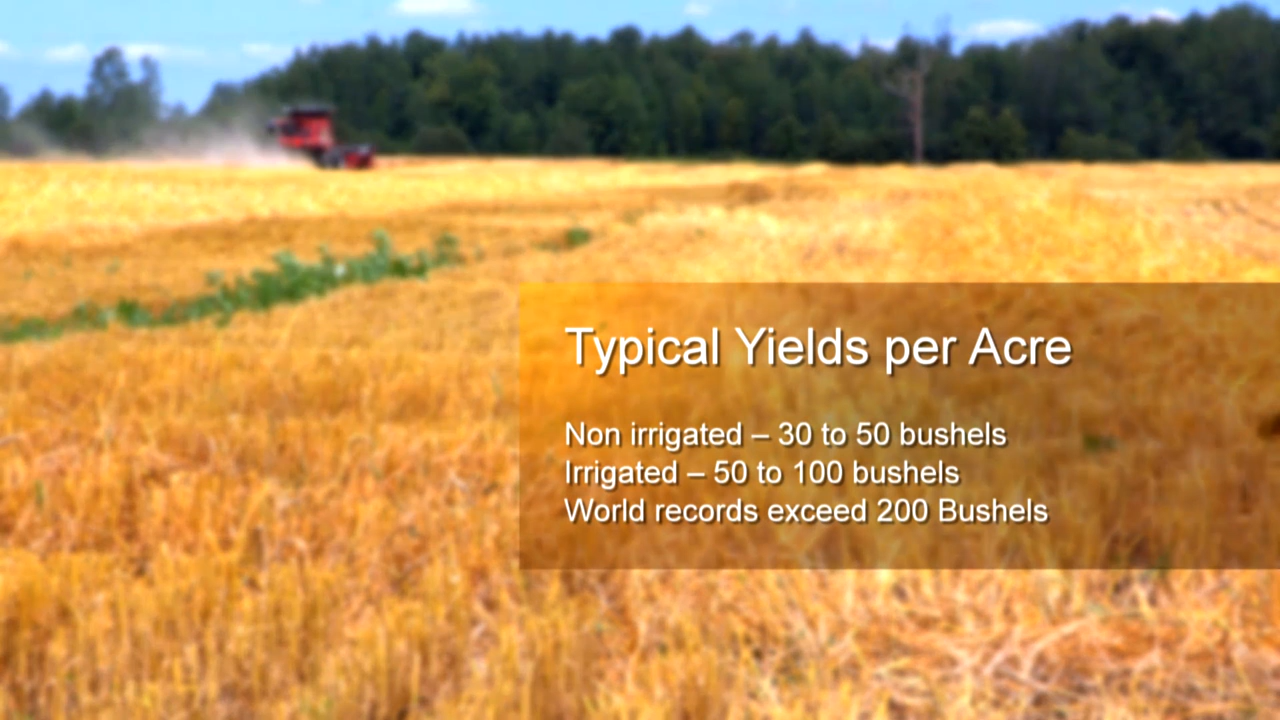 Typical Yields per Acre
Non irrigated – 30 to 50 bushels
Irrigated – 50 to 100 bushels
World records exceed 200 Bushels